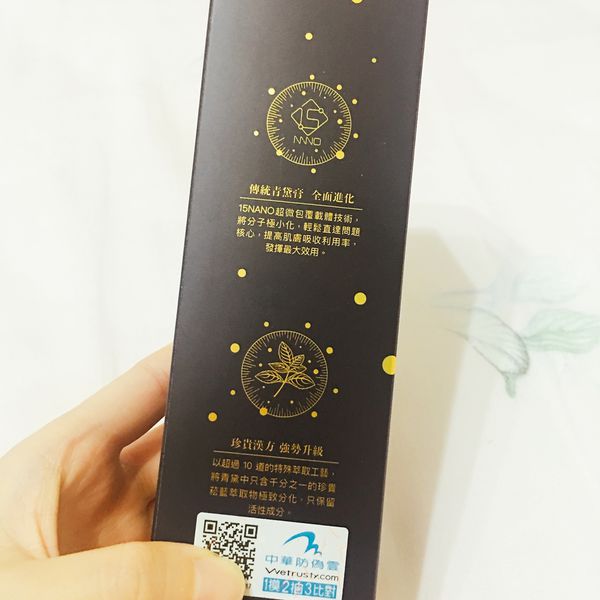 15
NANO
傳統青黛膏 全面進化
15NANO超微包覆載體技術，
將分子極小化，輕鬆直達問題
核心，提高肌膚吸收利用率，
發揮最大效用。
珍貴漢方 強勢升級
以超過 10 道的特殊萃取工藝，
將青黛中只含千分之一的珍貴
菘藍萃取物極致分化，只保留
活性成分。
中華防偽雲
Wetrustr.com
1摸2抽3比對